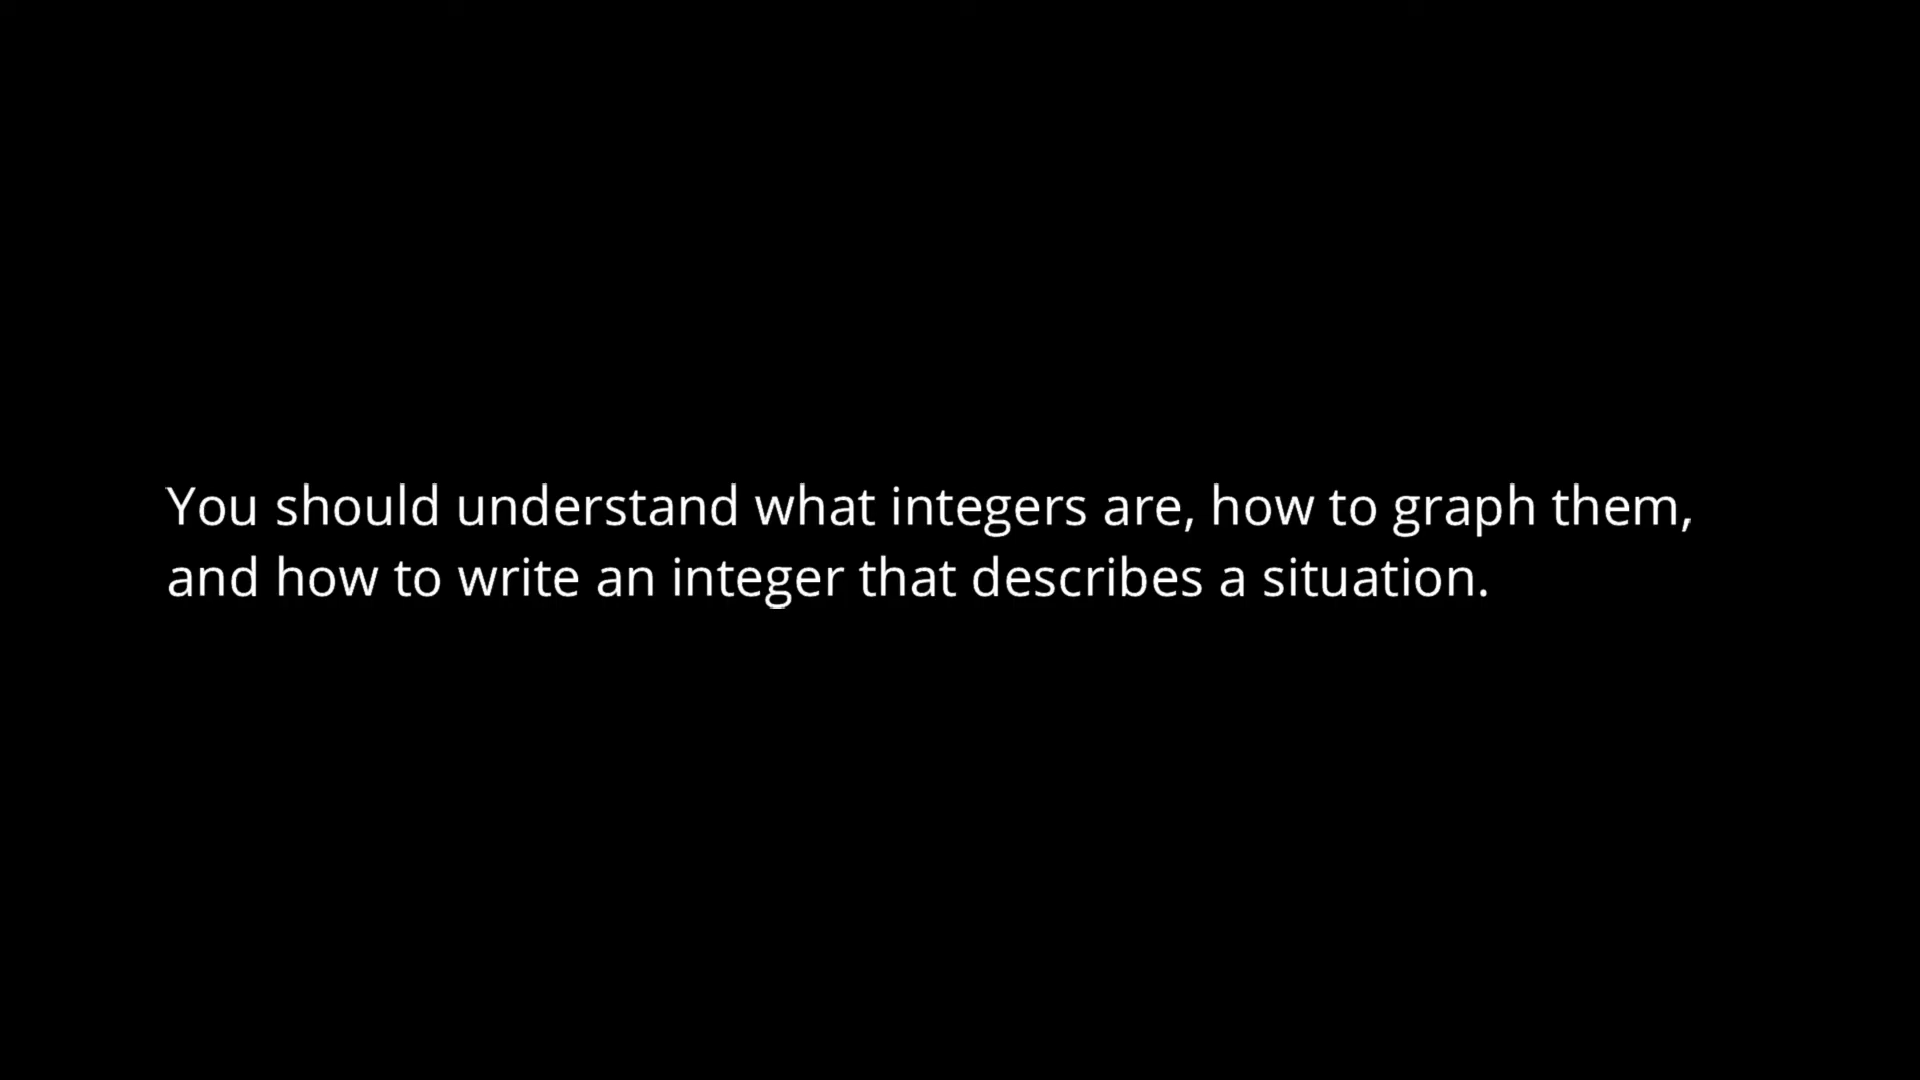 You should understand what integers are, how to graph them,
and how to write an integer that describes a situation.